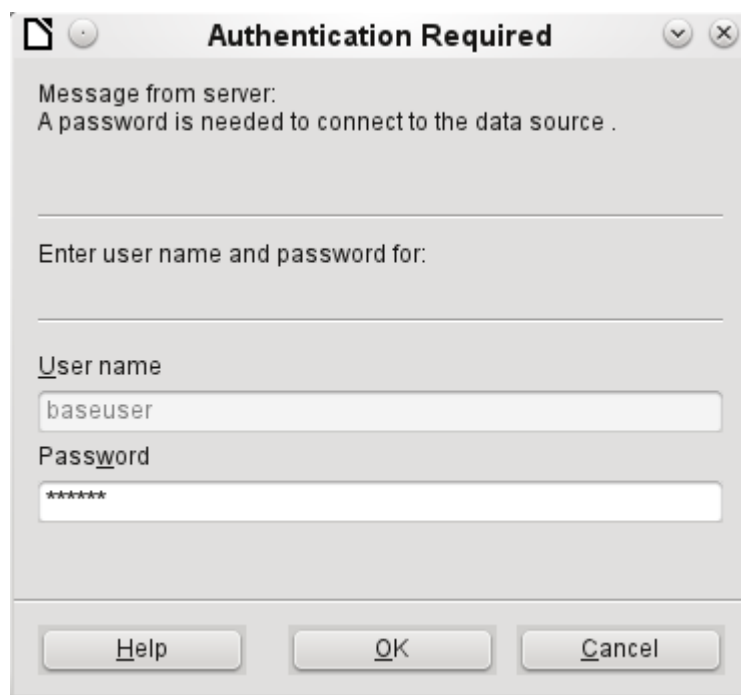 Authentication Required
Message from server:
A password is needed to connect to the data source .
Enter user name and password for:
User name
baseuser
Password
******
Help
OK
Cancel